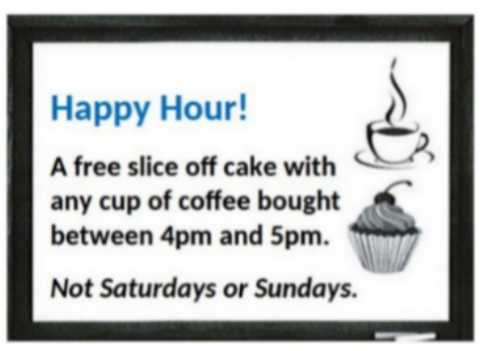 Happy Hour!
A free slice off cake with
any cup of coffee bought
between 4pm and 5pm.
Not Saturdays or Sundays.